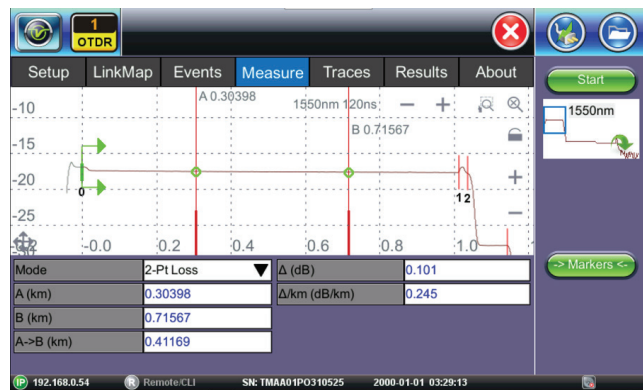 1
OTDR
Setup LinkMap Events Measure Traces Results About
Start
A 0.30398
1550nm 120ns
B 0.71567
1550nm
-10
-15
-20
-25
0
1 2
-0.0 0.2 0.4 0.6 0.8 1.0
-> Markers <-
Mode 2-Pt Loss Δ (dB) 0.101
A (km) 0.30398 Δ/km (dB/km) 0.245
B (km) 0.71567
A->B (km) 0.41169
IP 192.168.0.54 R Remote/CLI SN: TMAA01PO310525 2000-01-01 03:29:13